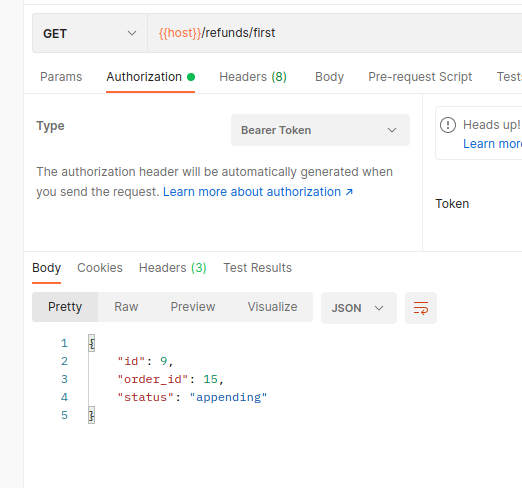 GET {{host}}/refunds/first
Params Authorization Headers (8) Body Pre-request Script Tests
Type Bearer Token
Heads up!
Learn more
The authorization header will be automatically generated when
you send the request. Learn more about authorization ↗
Token
Body Cookies Headers (3) Test Results
Pretty Raw Preview Visualize JSON
1 {
2 "id": 9,
3 "order_id": 15,
4 "status": "appending"
5 }